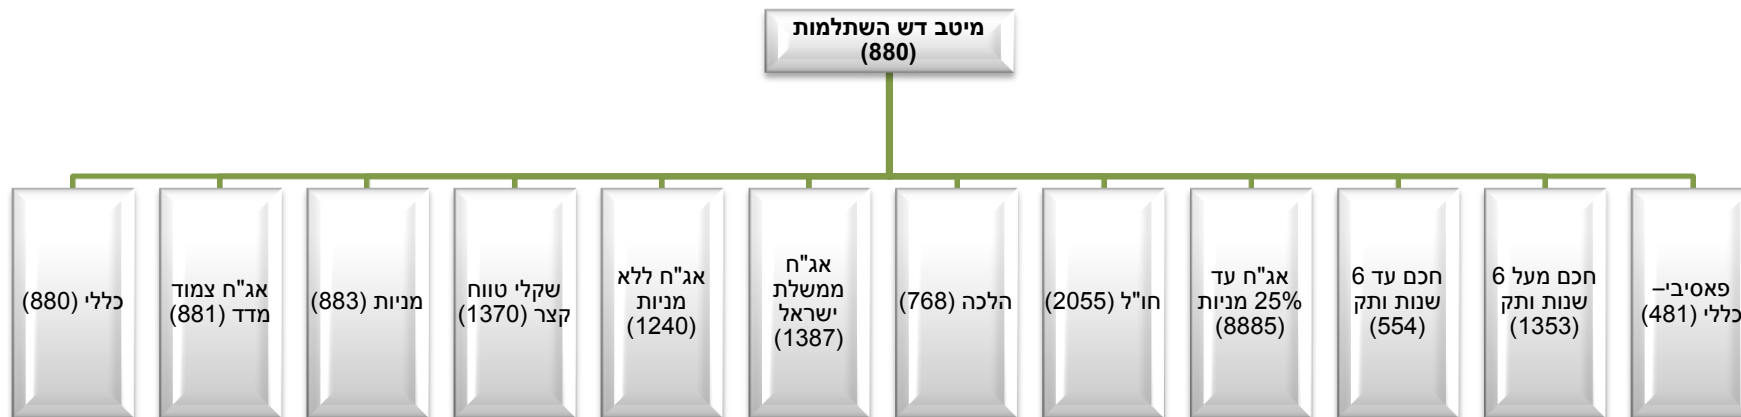 מיטב דש השתלמות
(880)
פאסיבי–
כללי (481)
חכם מעל 6
שנות ותק
(1353)
חכם עד 6
שנות ותק
(554)
אג"ח עד
25% מניות
(8885)
חו"ל (2055)
הלכה (768)
אג"ח
ממשלת
ישראל
(1387)
אג"ח ללא
מניות
(1240)
שקלי טווח
קצר (1370)
מניות (883)
אג"ח צמוד
מדד (881)
כללי (880)